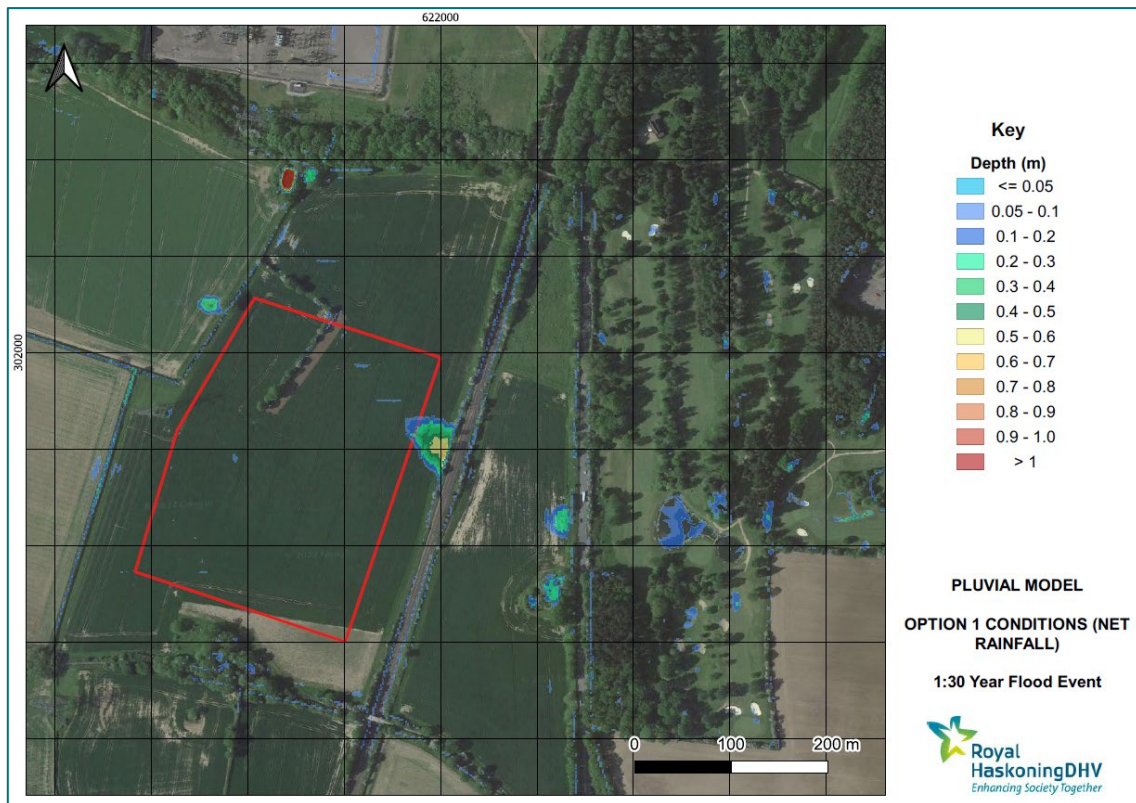 622000
302000
Key
Depth (m)
<= 0.05
0.05 - 0.1
0.1 - 0.2
0.2 - 0.3
0.3 - 0.4
0.4 - 0.5
0.5 - 0.6
0.6 - 0.7
0.7 - 0.8
0.8 - 0.9
0.9 - 1.0
> 1
PLUVIAL MODEL
OPTION 1 CONDITIONS (NET
RAINFALL)
1:30 Year Flood Event
0 100 200 m
Royal
HaskoningDHV
Enhancing Society Together